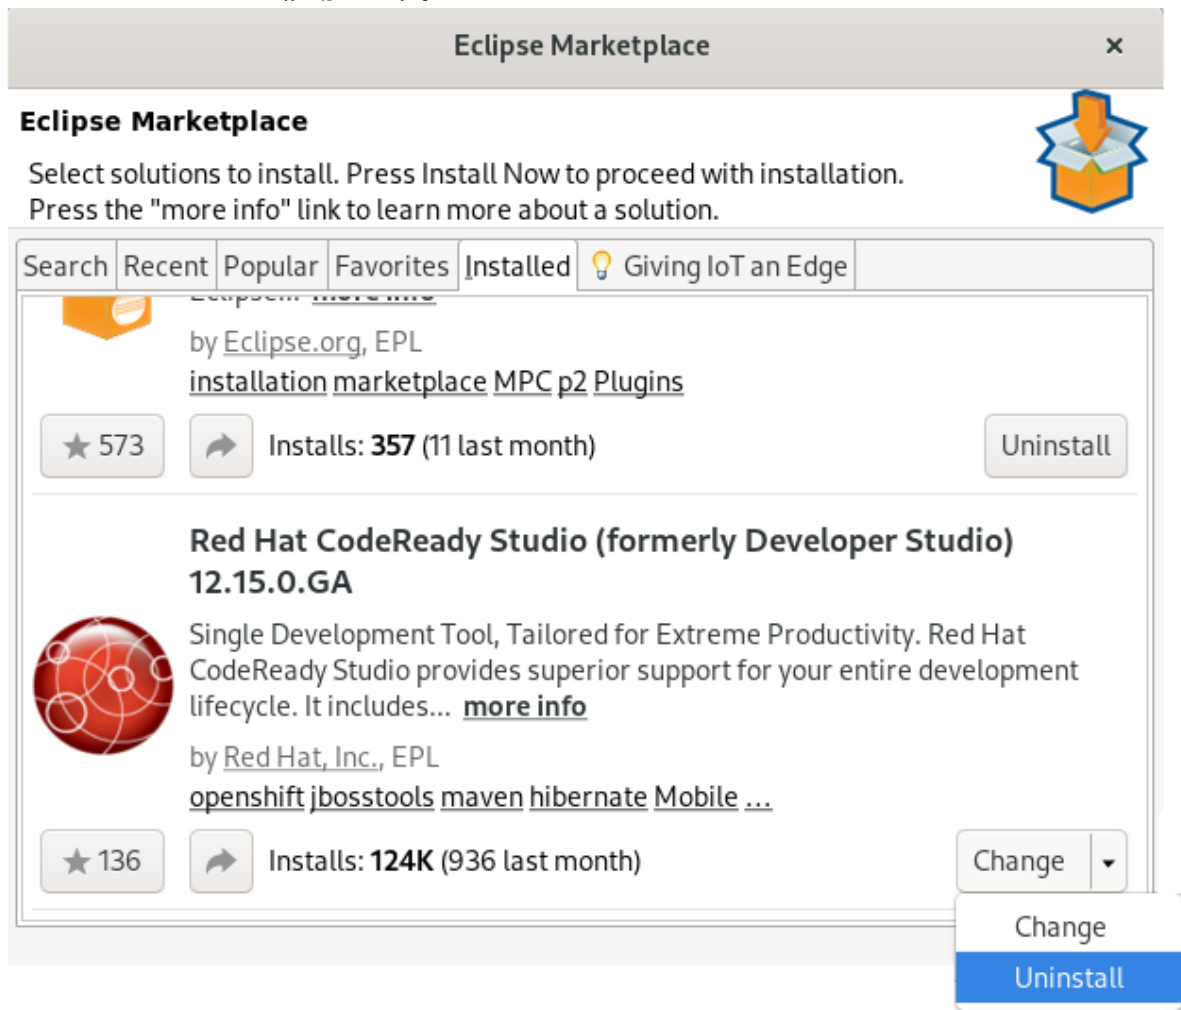 Eclipse Marketplace
Eclipse Marketplace
Select solutions to install. Press Install Now to proceed with installation.
Press the "more info" link to learn more about a solution.
Search Recent Popular Favorites Installed Giving IoT an Edge
more info
by Eclipse.org, EPL
installation marketplace MPC p2 Plugins
573 Installs: 357 (11 last month) Uninstall
Red Hat CodeReady Studio (formerly Developer Studio)
12.15.0.GA
Single Development Tool, Tailored for Extreme Productivity. Red Hat
CodeReady Studio provides superior support for your entire development
lifecycle. It includes... more info
by Red Hat, Inc., EPL
openshift jbosstools maven hibernate Mobile ...
136 Installs: 124K (936 last month) Change
Change
Uninstall